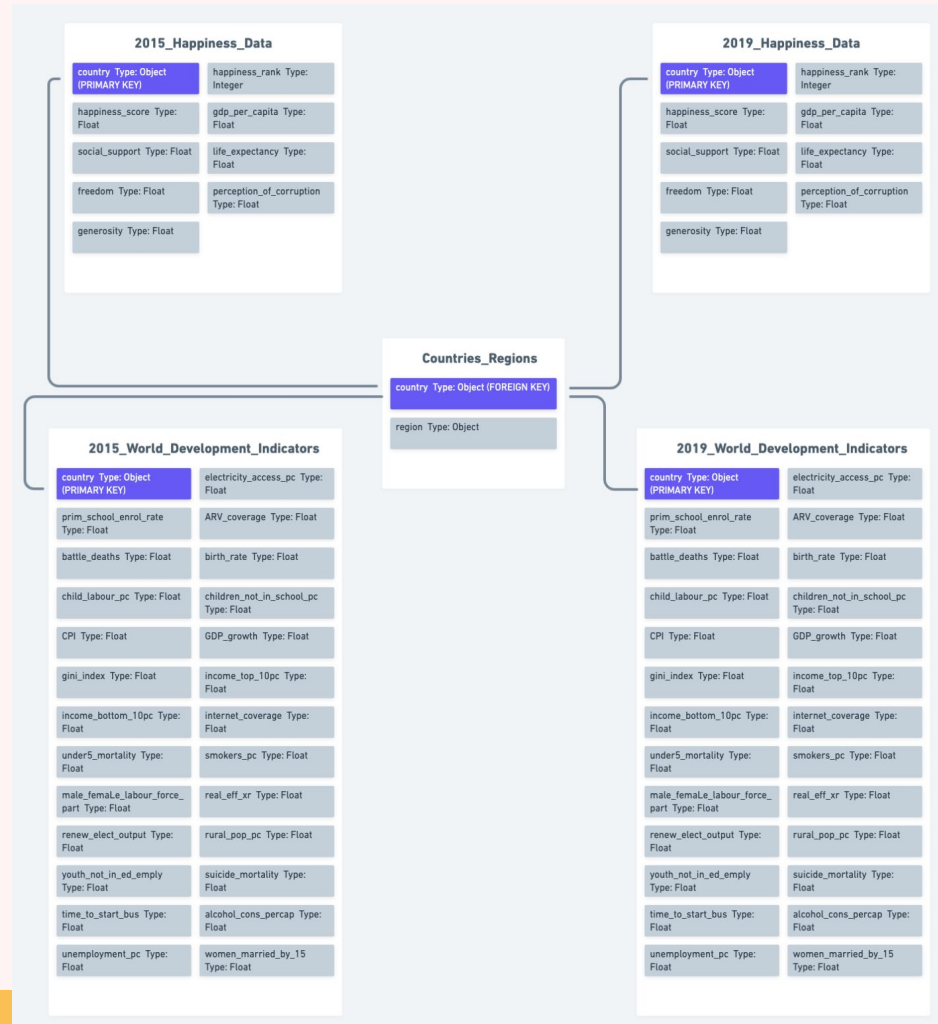 2015_Happiness_Data
country Type: Object
(PRIMARY KEY)
happiness_rank Type:
Integer
happiness_score Type:
Float
gdp_per_capita Type:
Float
social_support Type: Float
life_expectancy Type:
Float
freedom Type: Float
perception_of_corruption
Type: Float
generosity Type: Float
2019_Happiness_Data
country Type: Object
(PRIMARY KEY)
happiness_rank Type:
Integer
happiness_score Type:
Float
gdp_per_capita Type:
Float
social_support Type: Float
life_expectancy Type:
Float
freedom Type: Float
perception_of_corruption
Type: Float
generosity Type: Float
Countries_Regions
country Type: Object (FOREIGN KEY)
region Type: Object
2015_World_Development_Indicators
country Type: Object
(PRIMARY KEY)
electricity_access_pc Type:
Float
prim_school_enrol_rate
Type: Float
ARV_coverage Type: Float
battle_deaths Type: Float
birth_rate Type: Float
child_labour_pc Type: Float
children_not_in_school_pc
Type: Float
CPI Type: Float
GDP_growth Type: Float
gini_index Type: Float
income_top_10pc Type:
Float
income_bottom_10pc Type:
Float
internet_coverage Type:
Float
under5_mortality Type:
Float
smokers_pc Type: Float
male_femaLe_labour_force_
part Type: Float
real_eff_xr Type: Float
renew_elect_output Type:
Float
rural_pop_pc Type: Float
youth_not_in_ed_emply
Type: Float
suicide_mortality Type:
Float
time_to_start_bus Type:
Float
alcohol_cons_percap Type:
Float
unemployment_pc Type:
Float
women_married_by_15
Type: Float
2019_World_Development_Indicators
country Type: Object
(PRIMARY KEY)
electricity_access_pc Type:
Float
prim_school_enrol_rate
Type: Float
ARV_coverage Type: Float
battle_deaths Type: Float
birth_rate Type: Float
child_labour_pc Type: Float
children_not_in_school_pc
Type: Float
CPI Type: Float
GDP_growth Type: Float
gini_index Type: Float
income_top_10pc Type:
Float
income_bottom_10pc Type:
Float
internet_coverage Type:
Float
under5_mortality Type:
Float
smokers_pc Type: Float
male_femaLe_labour_force_
part Type: Float
real_eff_xr Type: Float
renew_elect_output Type:
Float
rural_pop_pc Type: Float
youth_not_in_ed_emply
Type: Float
suicide_mortality Type:
Float
time_to_start_bus Type:
Float
alcohol_cons_percap Type:
Float
unemployment_pc Type:
Float
women_married_by_15
Type: Float